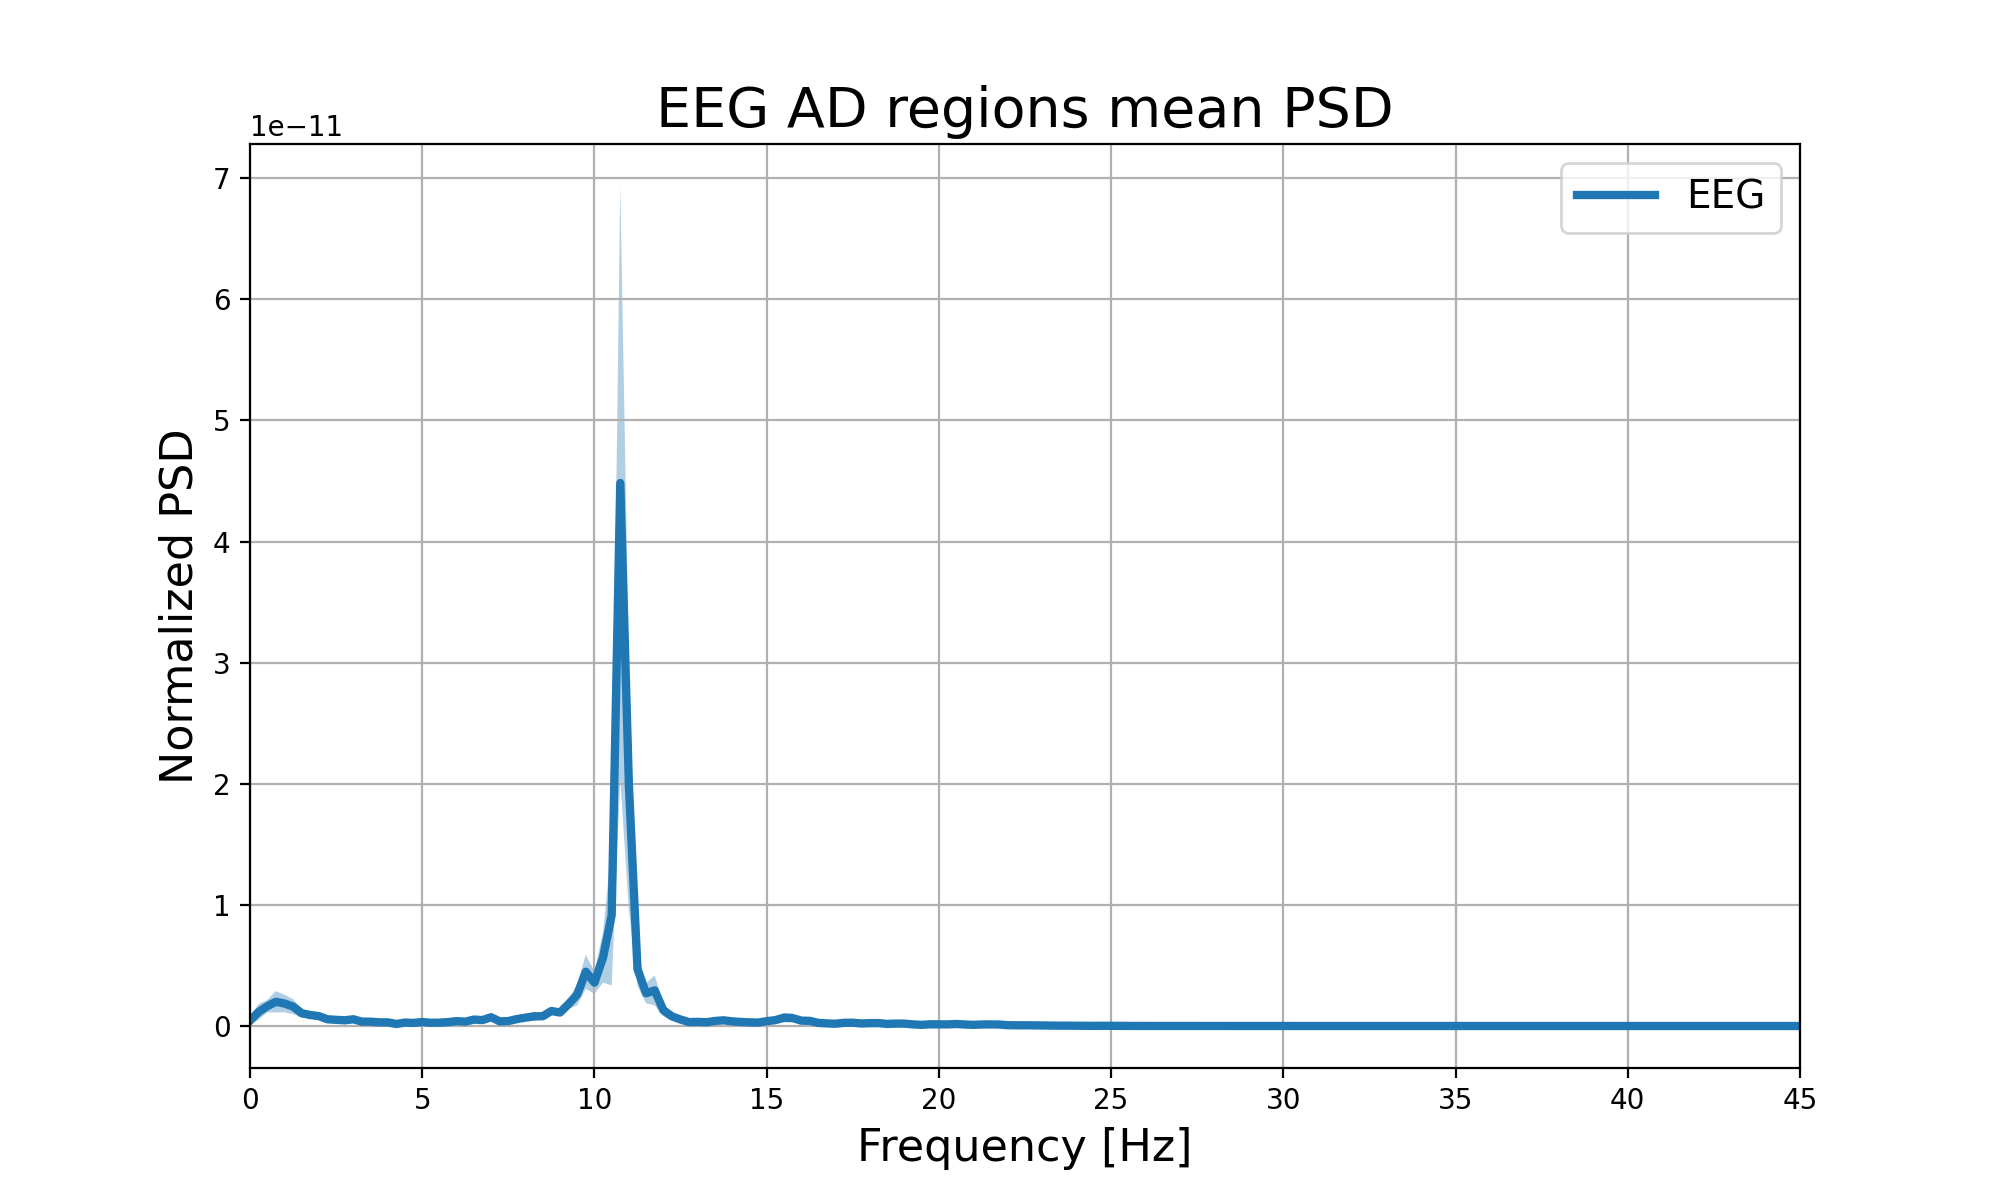 EEG AD regions mean PSD
1e−11
EEG
7
6
5
4
3
2
1
0
Normalized PSD
0 5 10 15 20 25 30 35 40 45
Frequency [Hz]